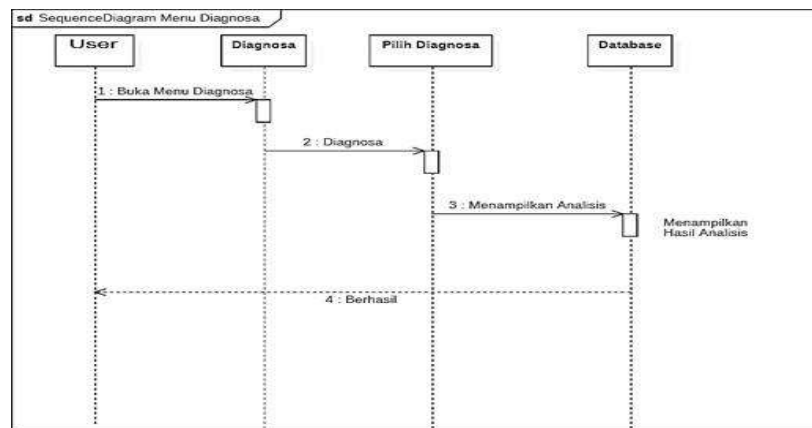 sd SequenceDiagram Menu Diagnosa
User
Diagnosa
Pilih Diagnosa
Database
1 : Buka Menu Diagnosa
2 : Diagnosa
3 : Menampilkan Analisis
Menampilkan
Hasil Analisis
4 : Berhasil